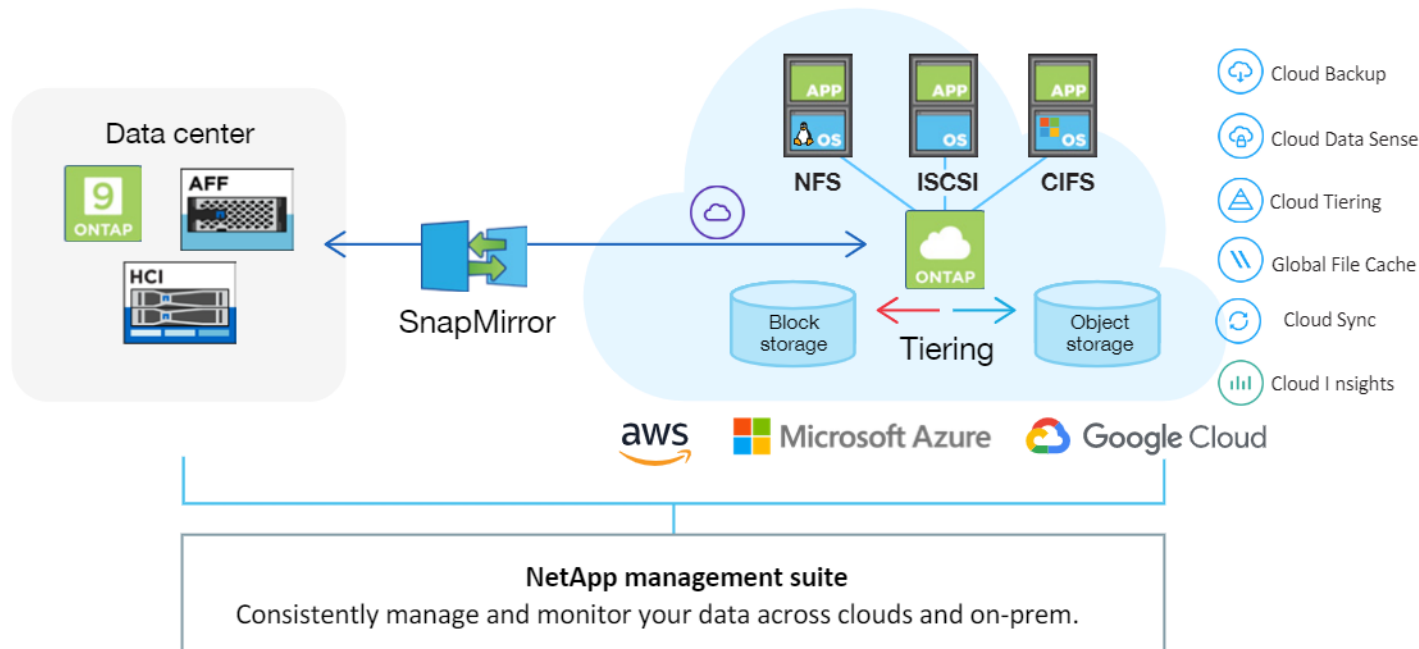 Data center
9
ONTAP
AFF
HCI
SnapMirror
APP
OS
NFS
APP
OS
ISCSI
APP
OS
CIFS
ONTAP
Block
storage
Tiering
Object
storage
Cloud Backup
Cloud Data Sense
Cloud Tiering
Global File Cache
Cloud Sync
Cloud I nsights
aws
Microsoft Azure
Google Cloud
NetApp management suite
Consistently manage and monitor your data across clouds and on-prem.